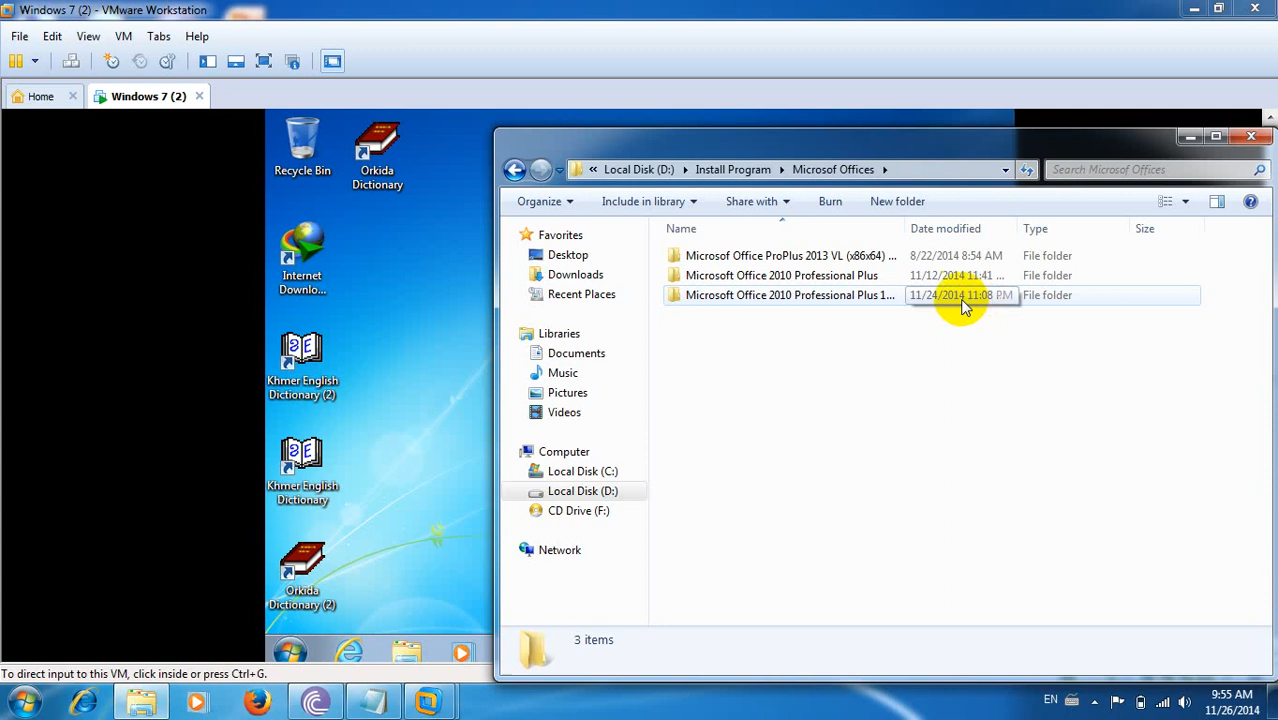 Windows 7 (2) - VMware Workstation
File Edit View VM Tabs Help
Home Windows 7 (2)
Recycle Bin
Orkida Dictionary
Internet Downlo...
Khmer English Dictionary (2)
Khmer English Dictionary
Orkida Dictionary (2)
« Local Disk (D:) Install Program Microsof Offices
Search Microsof Offices
Organize Include in library Share with Burn New folder
Name Date modified Type Size
Microsof Office ProPlus 2013 VL (x86x64) ... 8/22/2014 8:54 AM File folder
Microsoft Office 2010 Professional Plus 11/12/2014 11:41 ... File folder
Microsoft Office 2010 Professional Plus 1... 11/24/2014 11:08 PM File folder
Favorites
Desktop
Downloads
Recent Places
Libraries
Documents
Music
Pictures
Videos
Computer
Local Disk (C:)
Local Disk (D:)
CD Drive (F:)
Network
3 items
To direct input to this VM, click inside or press Ctrl+G.
EN
9:55 AM
11/26/2014